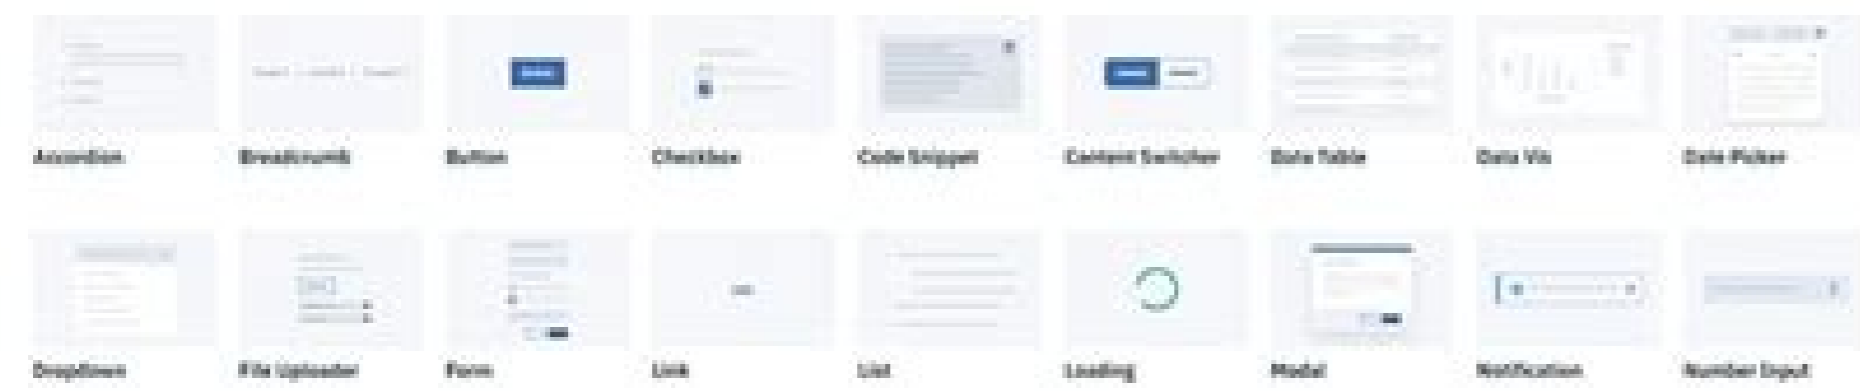 Accordion Breadcrumb Button Checkbox Code Snippet Content Switcher Data Table Data Vis Date Picker
Dropdown File Uploader Form Link List Loading Modal Notification Number Input